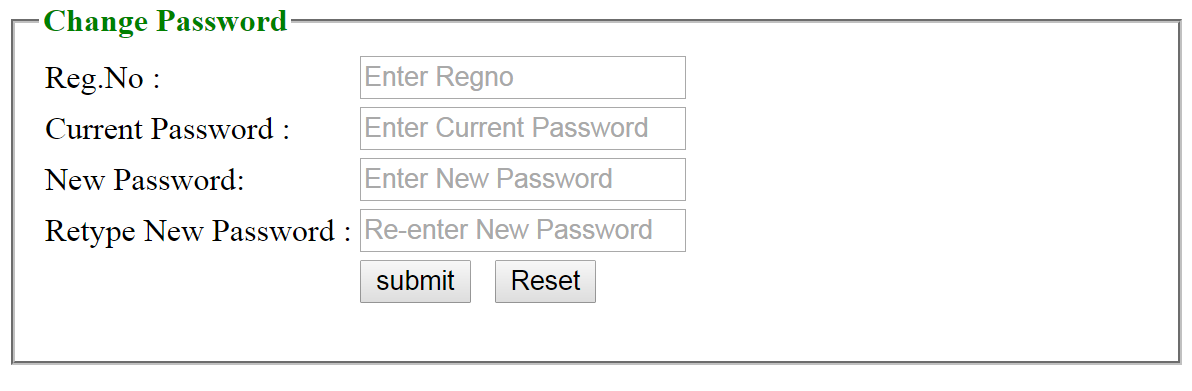 Change Password
Reg.No : Enter Regno
Current Password : Enter Current Password
New Password: Enter New Password
Retype New Password : Re-enter New Password
submit Reset